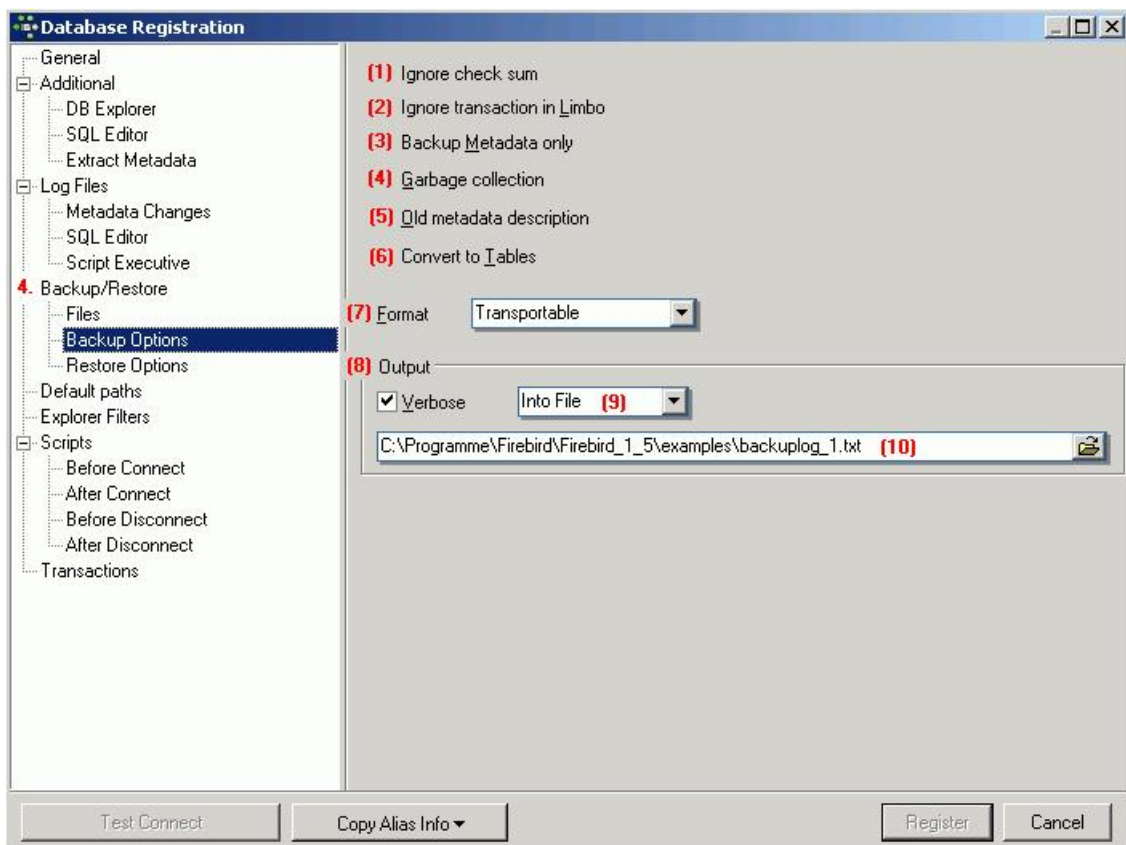 Database Registration
General
Additional
DB Explorer
SQL Editor
Extract Metadata
Log Files
Metadata Changes
SQL Editor
Script Executive
4. Backup/Restore
Files
Backup Options
Restore Options
Default paths
Explorer Filters
Scripts
Before Connect
After Connect
Before Disconnect
After Disconnect
Transactions
(1) Ignore check sum
(2) Ignore transaction in Limbo
(3) Backup Metadata only
(4) Garbage collection
(5) Old metadata description
(6) Convert to Tables
(7) Format Transportable
(8) Output
Verbose Into File (9)
C:\Programme\Firebird\Firebird_1_5\examples\backuplog_1.txt (10)
Test Connect Copy Alias Info Register Cancel